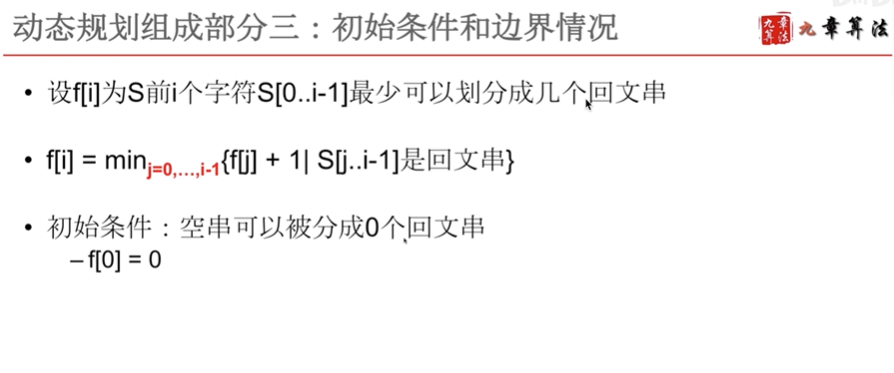 动态规划组成部分三：初始条件和边界情况
九章算法 九章算法
• 设f[i]为S前i个字符S[0..i-1]最少可以划分成几个回文串
• f[i] = minj=0,…,i-1{f[j] + 1| S[j..i-1]是回文串}
• 初始条件：空串可以被分成0个回文串
– f[0] = 0